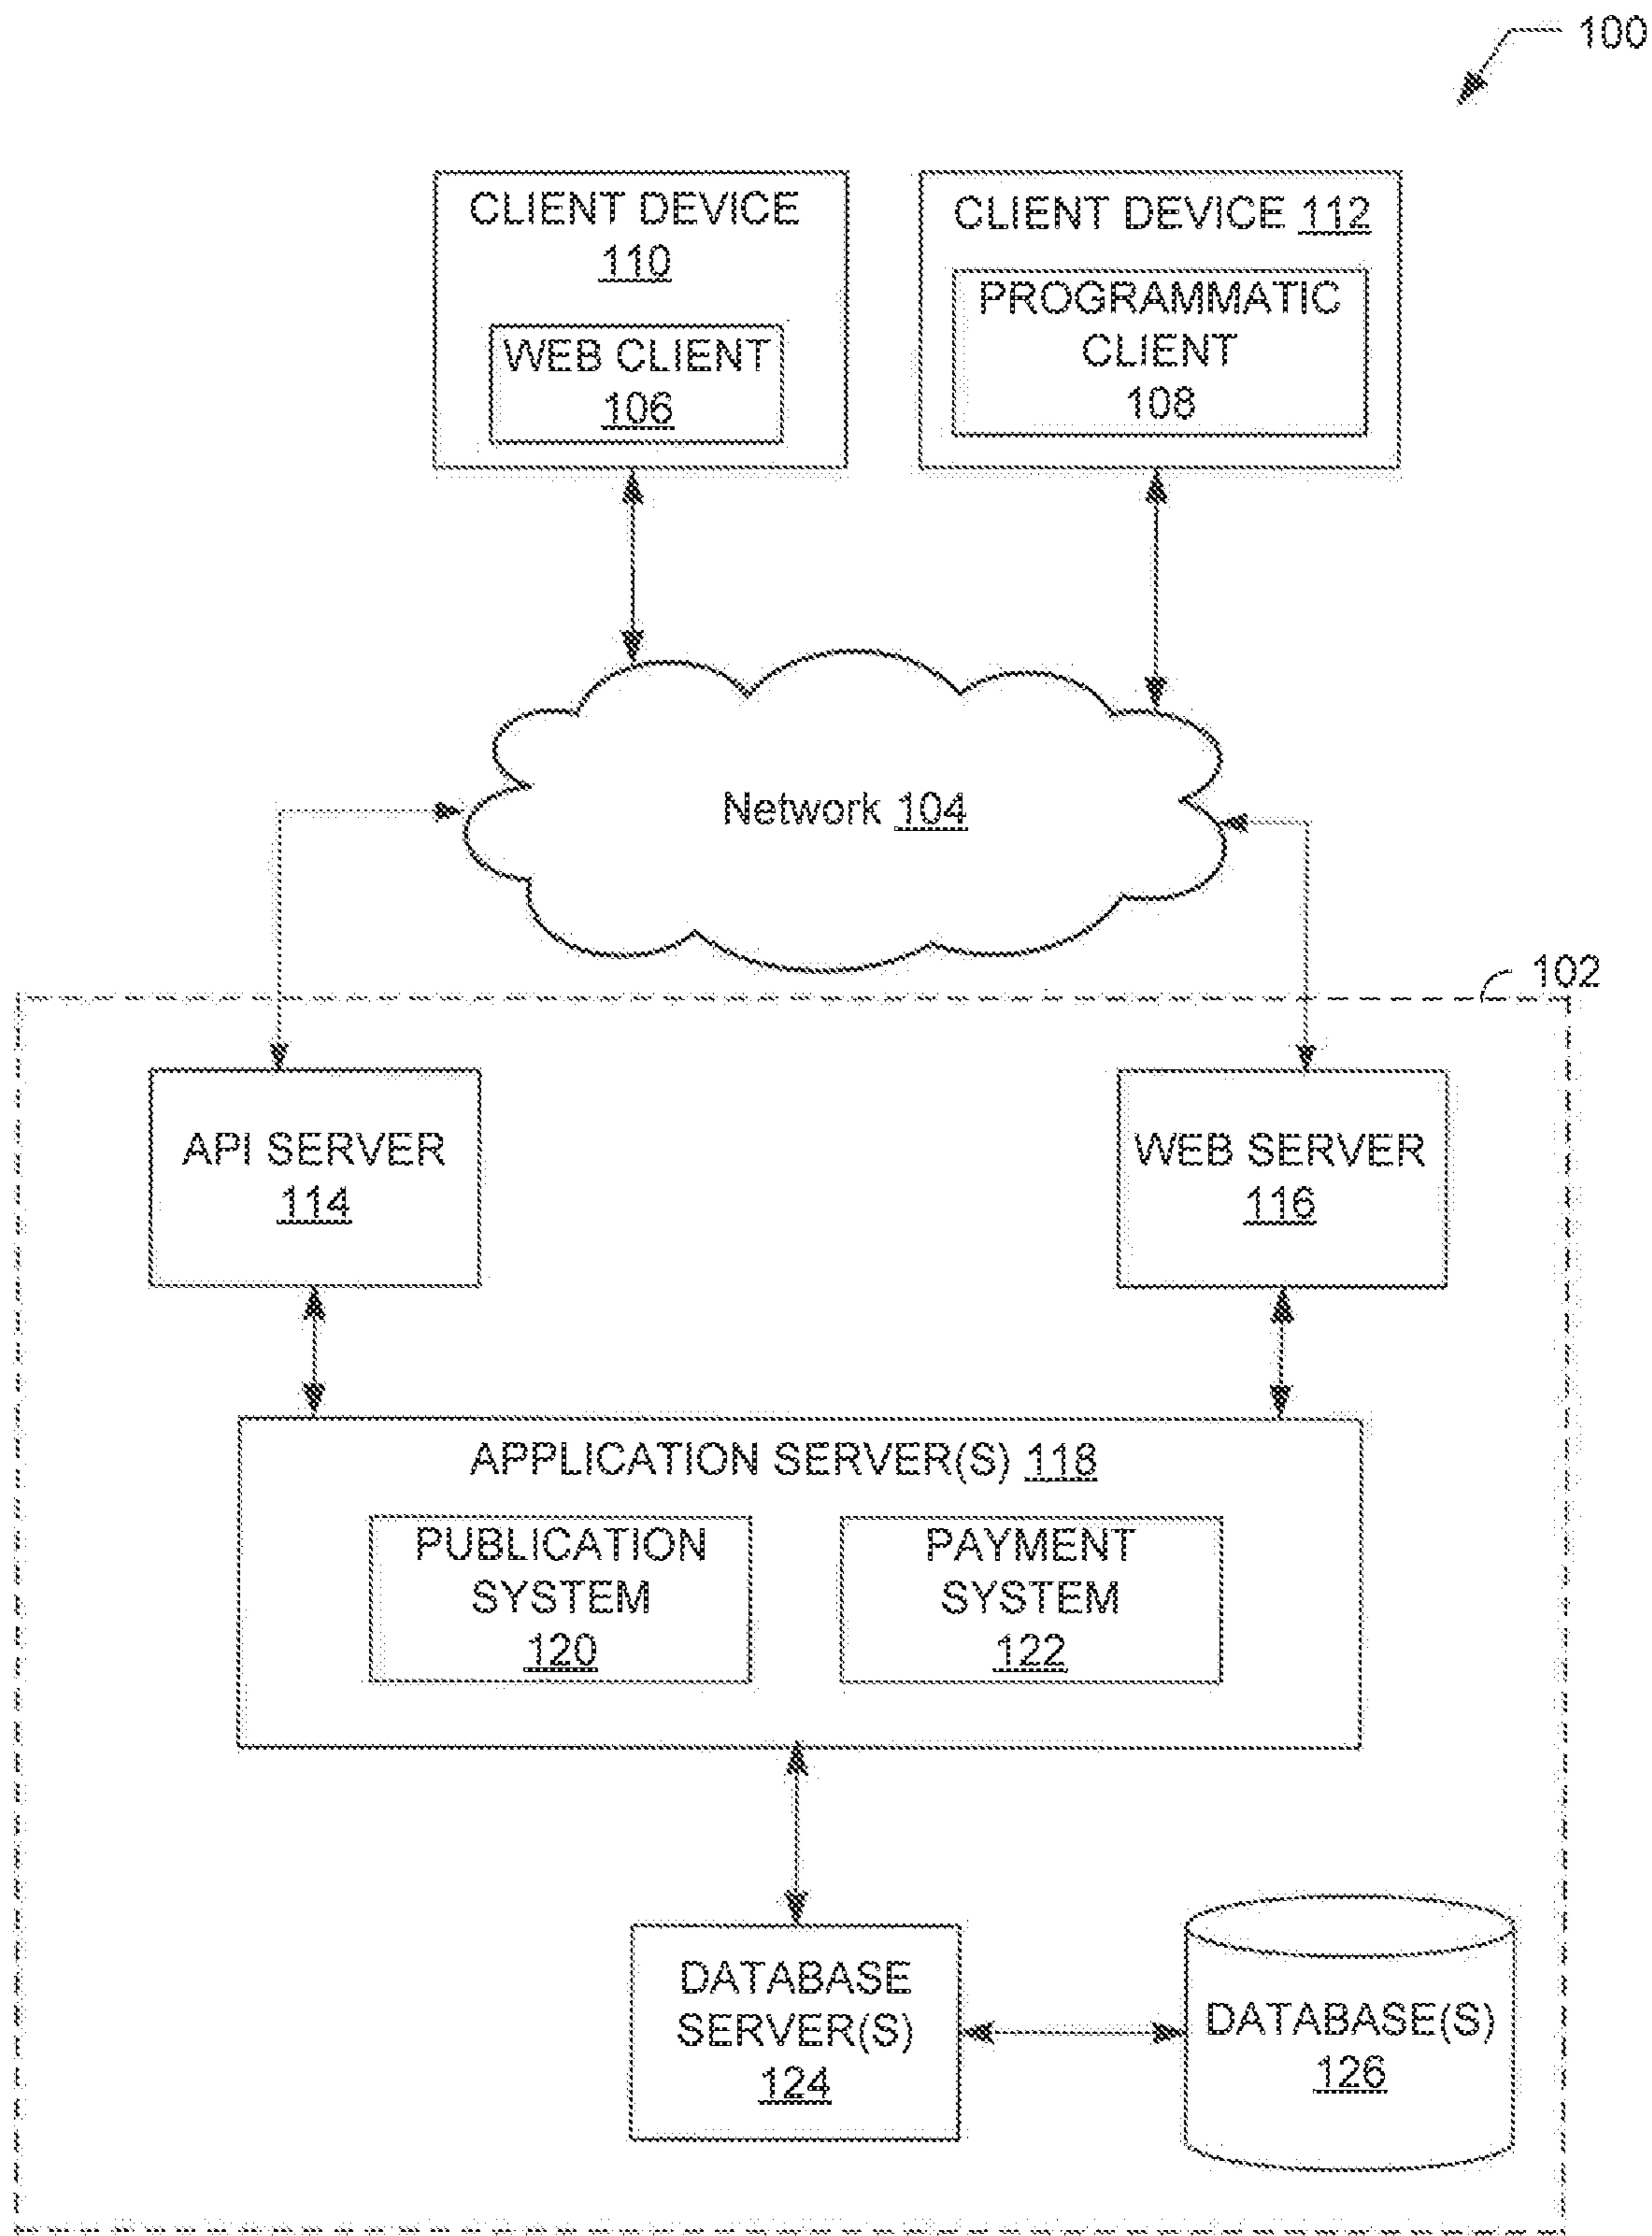 100
CLIENT DEVICE
110
WEB CLIENT
106
CLIENT DEVICE 112
PROGRAMMATIC
CLIENT
108
Network 104
102
API SERVER
114
WEB SERVER
116
APPLICATION SERVER(S) 118
PUBLICATION
SYSTEM
120
PAYMENT
SYSTEM
122
DATABASE
SERVER(S)
124
DATABASE(S)
126